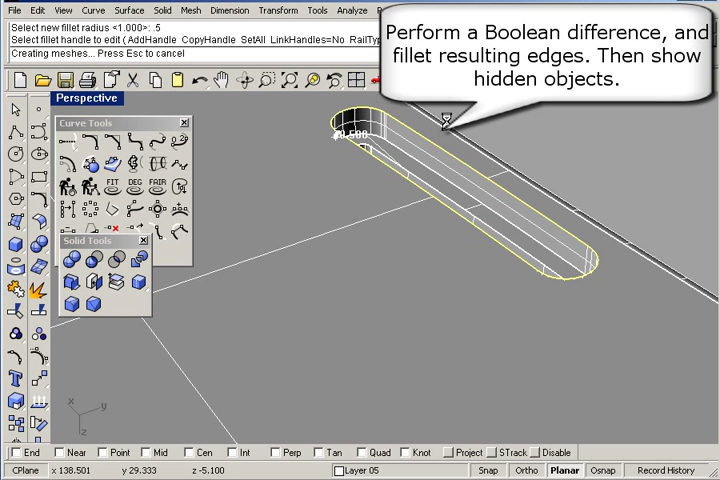 File Edit View Curve Surface Solid Mesh Dimension Transform Tools Analyze
Select new fillet radius <1.000>: .5
Select fillet handle to edit ( AddHandle CopyHandle SetAll LinkHandles=No RailTyp
Creating meshes... Press Esc to cancel
Perform a Boolean difference, and
fillet resulting edges. Then show
hidden objects.
Perspective
Curve Tools
FIT DEG FAIR
Solid Tools
x y z
End Near Point Mid Cen Int Perp Tan Quad Knot Project STrack Disable
CPlane x 138.501 y 29.333 z -5.100 Layer 05 Snap Ortho Planar Osnap Record History